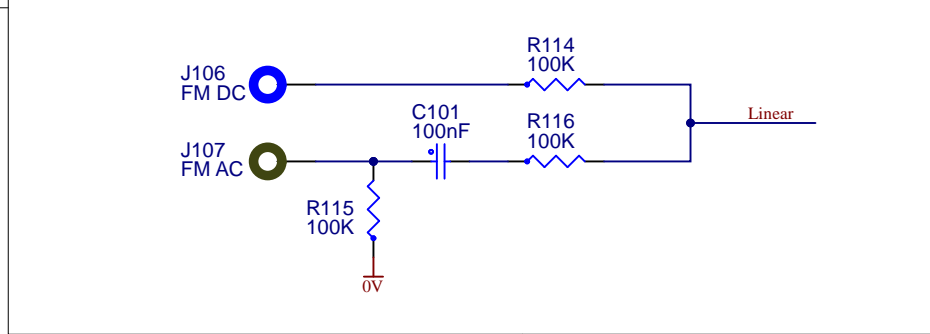 R114
100K
J106
FM DC
Linear
C101
100nF
R116
100K
J107
FM AC
R115
100K
0V